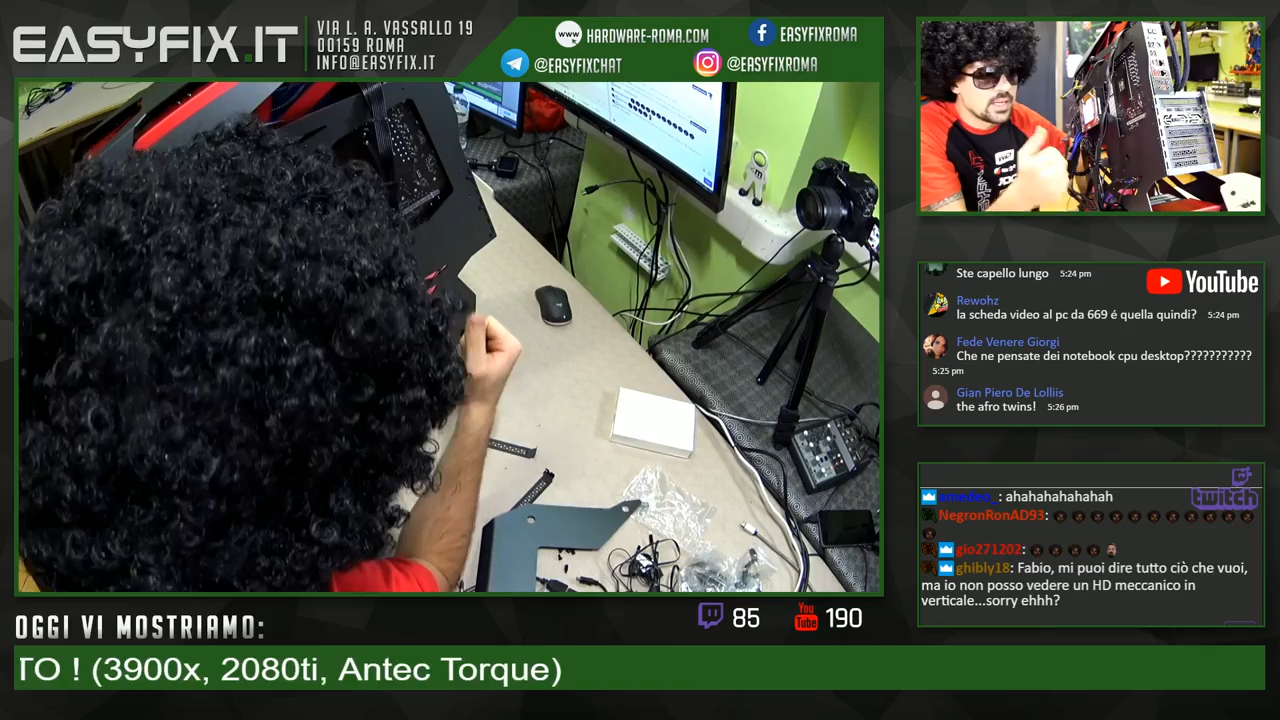 EASYFIX.IT
VIA L. A. VASSALLO 19
00159 ROMA
INFO@EASYFIX.IT
www
HARDWARE-ROMA.COM
EASYFIXROMA
@EASYFIXCHAT
@EASYFIXROMA
YouTube
Ste capello lungo 5:24 pm
Rewohz
la scheda video al pc da 669 é quella quindi? 5:24 pm
Fede Venere Giorgi
Che ne pensate dei notebook cpu desktop???????????
5:25 pm
Gian Piero De Lolliis
the afro twins! 5:26 pm
twitch
amedeo_: ahahahahahahah
NegronRonAD93:
gio271202:
ghibly18: Fabio, mi puoi dire tutto ciò che vuoi,
ma io non posso vedere un HD meccanico in
verticale...sorry ehhh?
OGGI VI MOSTRIAMO:
85
You
Tube
190
TO ! (3900x, 2080ti, Antec Torque)